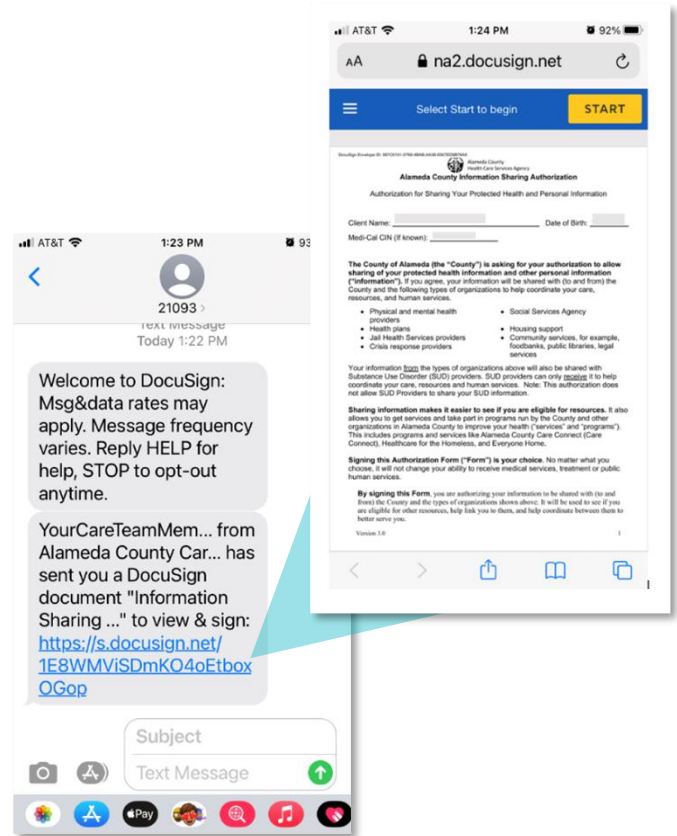 AT&T 1:23 PM 93
21093 >
Text Message
Today 1:22 PM
Welcome to DocuSign:
Msg&data rates may
apply. Message frequency
varies. Reply HELP for
help, STOP to opt-out
anytime.
YourCareTeamMem... from
Alameda County Car... has
sent you a DocuSign
document "Information
Sharing ..." to view & sign:
https://s.docusign.net/
1E8WMViSDmKO4oEtbox
OGop
Subject
Text Message
Pay
AT&T 1:24 PM 92%
AA na2.docusign.net
Select Start to begin START
DocuSign Envelope ID:
Alameda County
Health Care Services Agency
Alameda County Information Sharing Authorization
Authorization for Sharing Your Protected Health and Personal Information
Client Name: Date of Birth:
Medi-Cal CIN (If known):
The County of Alameda (the “County”) is asking for your authorization to allow
sharing of your protected health information and other personal information
(“information”). If you agree, your information will be shared with (to and from) the
County and the following types of organizations to help coordinate your care,
resources, and human services.
• Physical and mental health
providers
• Health plans
• Jail Health Services providers
• Crisis response providers
• Social Services Agency
• Housing support
• Community services, for example,
foodbanks, public libraries, legal
services
Your information from the types of organizations above will also be shared with
Substance Use Disorder (SUD) providers. SUD providers can only receive it to help
coordinate your care, resources and human services. Note: This authorization does
not allow SUD Providers to share your SUD information.
Sharing information makes it easier to see if you are eligible for resources. It also
allows you to get services and take part in programs run by the County and other
organizations in Alameda County to improve your health (“services” and “programs”).
This includes programs and services like Alameda County Care Connect (Care
Connect), Healthcare for the Homeless, and Everyone Home.
Signing this Authorization Form (“Form”) is your choice. No matter what you
choose, it will not change your ability to receive medical services, treatment or public
human services.
By signing this Form, you are authorizing your information to be shared with (to and
from) the County and the types of organizations shown above. It will be used to see if you
are eligible for other resources, help link you to them, and help coordinate between them to
better serve you.
Version 3.0 1